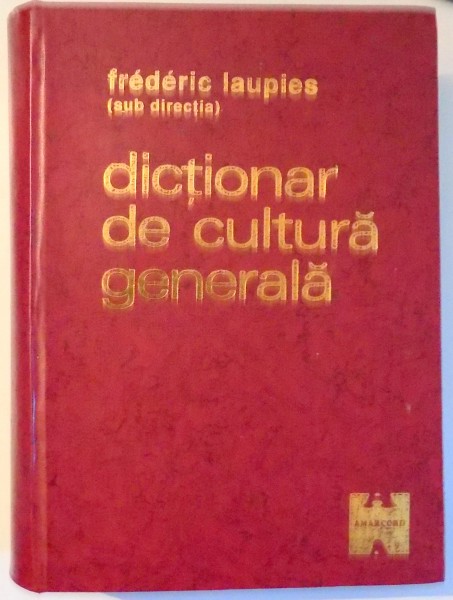 frédéric laupies
(sub direcția)
dicționar
de cultură
generală
AMARCORD